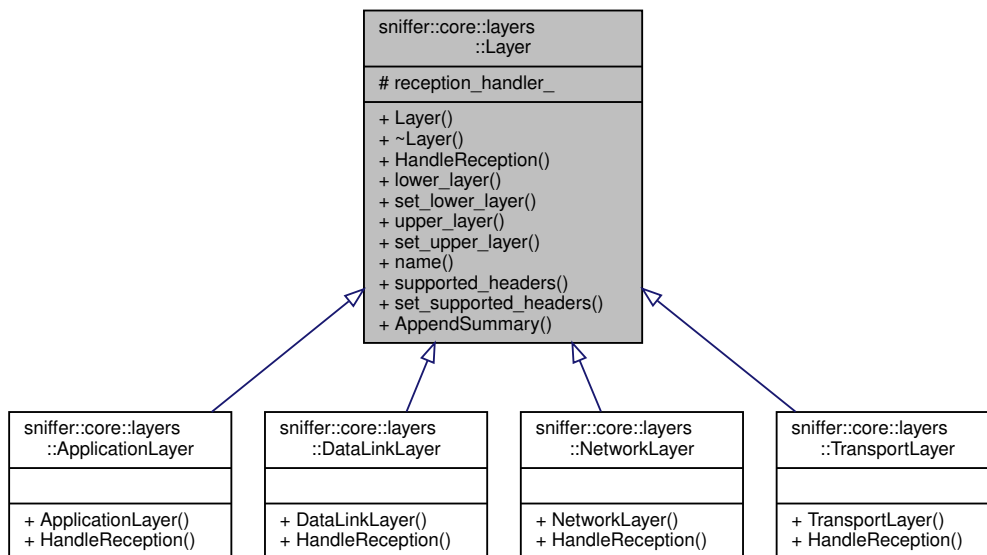 sniffer::core::layers
::Layer
# reception_handler_
+ Layer()
+ ~Layer()
+ HandleReception()
+ lower_layer()
+ set_lower_layer()
+ upper_layer()
+ set_upper_layer()
+ name()
+ supported_headers()
+ set_supported_headers()
+ AppendSummary()
sniffer::core::layers
::ApplicationLayer
+ ApplicationLayer()
+ HandleReception()
sniffer::core::layers
::DataLinkLayer
+ DataLinkLayer()
+ HandleReception()
sniffer::core::layers
::NetworkLayer
+ NetworkLayer()
+ HandleReception()
sniffer::core::layers
::TransportLayer
+ TransportLayer()
+ HandleReception()